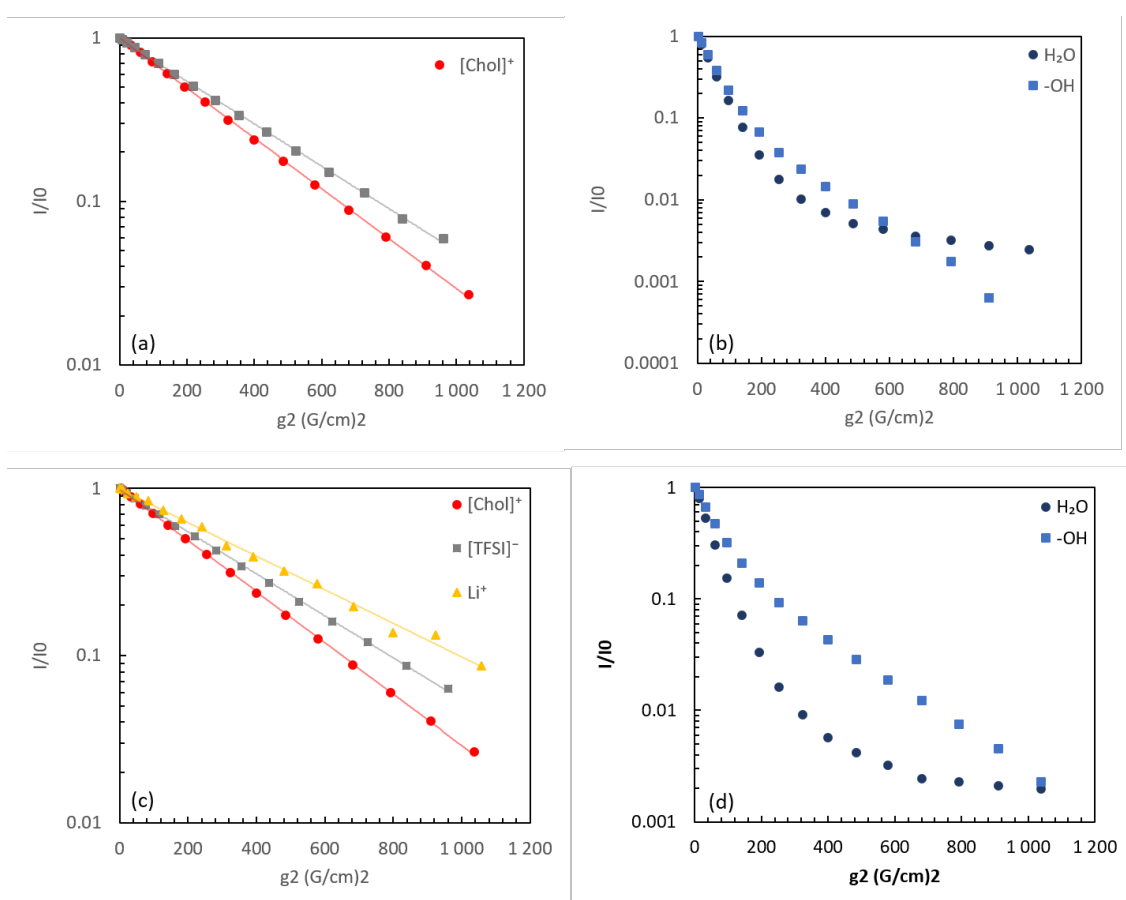 1
0.1
0.01
I/I0
[Chol]⁺
(a)
0 200 400 600 800 1 000 1 200
g2 (G/cm)2
1
0.1
0.01
0.001
0.0001
I/I0
H₂O
-OH
(b)
0 200 400 600 800 1 000 1 200
g2 (G/cm)2
1
0.1
0.01
I/I0
[Chol]⁺
[TFSI]⁻
Li⁺
(c)
0 200 400 600 800 1 000 1 200
g2 (G/cm)2
1
0.1
0.01
0.001
I/I0
H₂O
-OH
(d)
0 200 400 600 800 1 000 1 200
g2 (G/cm)2